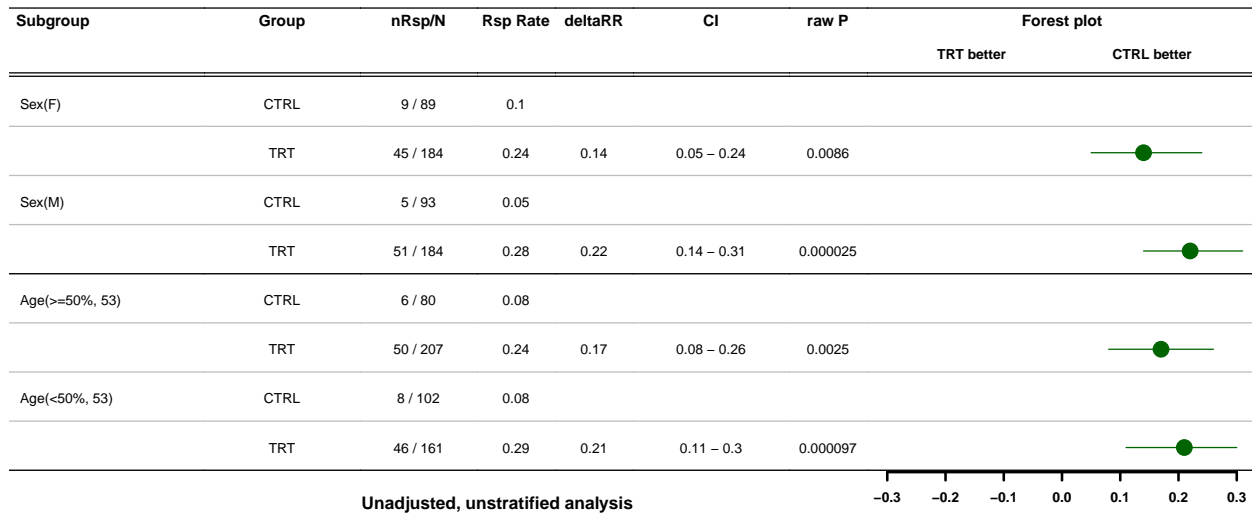 Subgroup Group nRsp/N Rsp Rate deltaRR CI raw P Forest plot
TRT better CTRL better
Sex(F) CTRL 9 / 89 0.1
TRT 45 / 184 0.24 0.14 0.05 – 0.24 0.0086
Sex(M) CTRL 5 / 93 0.05
TRT 51 / 184 0.28 0.22 0.14 – 0.31 0.000025
Age(>=50%, 53) CTRL 6 / 80 0.08
TRT 50 / 207 0.24 0.17 0.08 – 0.26 0.0025
Age(<50%, 53) CTRL 8 / 102 0.08
TRT 46 / 161 0.29 0.21 0.11 – 0.3 0.000097
−0.3 −0.2 −0.1 0.0 0.1 0.2 0.3
Unadjusted, unstratified analysis